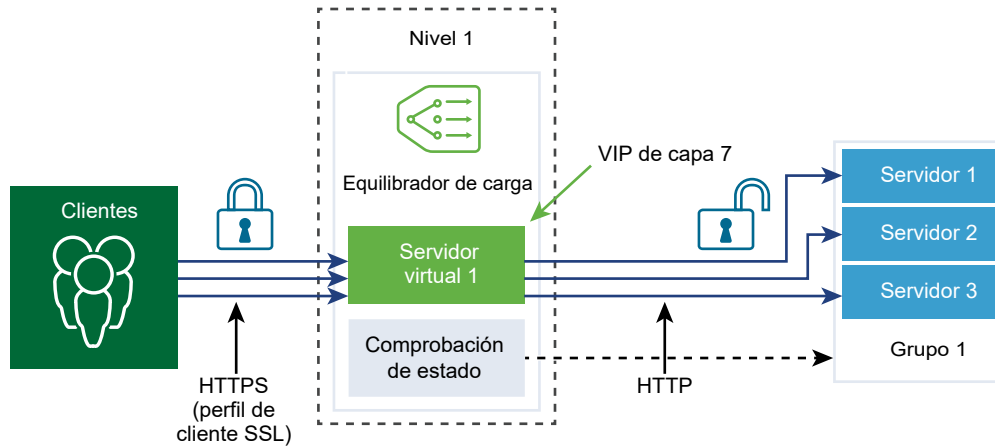 Nivel 1
Equilibrador de carga
VIP de capa 7
Clientes
Servidor
virtual 1
Servidor 1
Servidor 2
Servidor 3
Grupo 1
Comprobación
de estado
HTTPS
(perfil de
cliente SSL)
HTTP